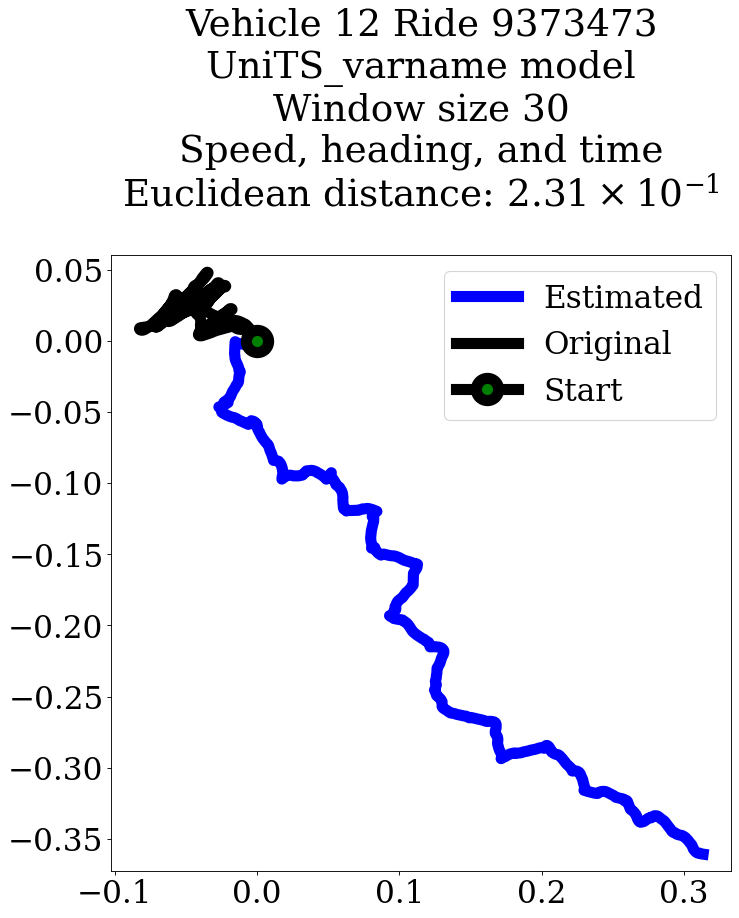 Vehicle 12 Ride 9373473
UniTS_varname model
Window size 30
Speed, heading, and time
Euclidean distance: 2.31 × 10⁻¹
0.05
0.00
−0.05
−0.10
−0.15
−0.20
−0.25
−0.30
−0.35
Estimated
Original
Start
−0.1 0.0 0.1 0.2 0.3